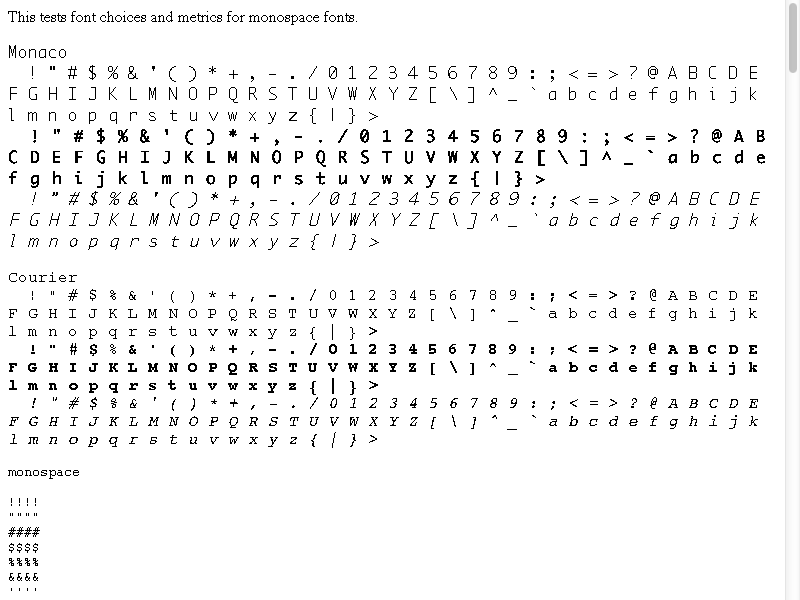 This tests font choices and metrics for monospace fonts.
Monaco
! " # $ % & ' ( ) * + , - . / 0 1 2 3 4 5 6 7 8 9 : ; < = > ? @ A B C D E
F G H I J K L M N O P Q R S T U V W X Y Z [ \ ] ^ _ ` a b c d e f g h i j k
l m n o p q r s t u v w x y z { | } >
! " # $ % & ' ( ) * + , - . / 0 1 2 3 4 5 6 7 8 9 : ; < = > ? @ A B
C D E F G H I J K L M N O P Q R S T U V W X Y Z [ \ ] ^ _ ` a b c d e
f g h i j k l m n o p q r s t u v w x y z { | } >
! " # $ % & ' ( ) * + , - . / 0 1 2 3 4 5 6 7 8 9 : ; < = > ? @ A B C D E
F G H I J K L M N O P Q R S T U V W X Y Z [ \ ] ^ _ ` a b c d e f g h i j k
l m n o p q r s t u v w x y z { | } >
Courier
! " # $ % & ' ( ) * + , - . / 0 1 2 3 4 5 6 7 8 9 : ; < = > ? @ A B C D E
F G H I J K L M N O P Q R S T U V W X Y Z [ \ ] ^ _ ` a b c d e f g h i j k
l m n o p q r s t u v w x y z { | } >
! " # $ % & ' ( ) * + , - . / 0 1 2 3 4 5 6 7 8 9 : ; < = > ? @ A B C D E
F G H I J K L M N O P Q R S T U V W X Y Z [ \ ] ^ _ ` a b c d e f g h i j k
l m n o p q r s t u v w x y z { | } >
! " # $ % & ' ( ) * + , - . / 0 1 2 3 4 5 6 7 8 9 : ; < = > ? @ A B C D E
F G H I J K L M N O P Q R S T U V W X Y Z [ \ ] ^ _ ` a b c d e f g h i j k
l m n o p q r s t u v w x y z { | } >
monospace
!!!!
""""
####
$$$$
%%%%
&&&&
''''